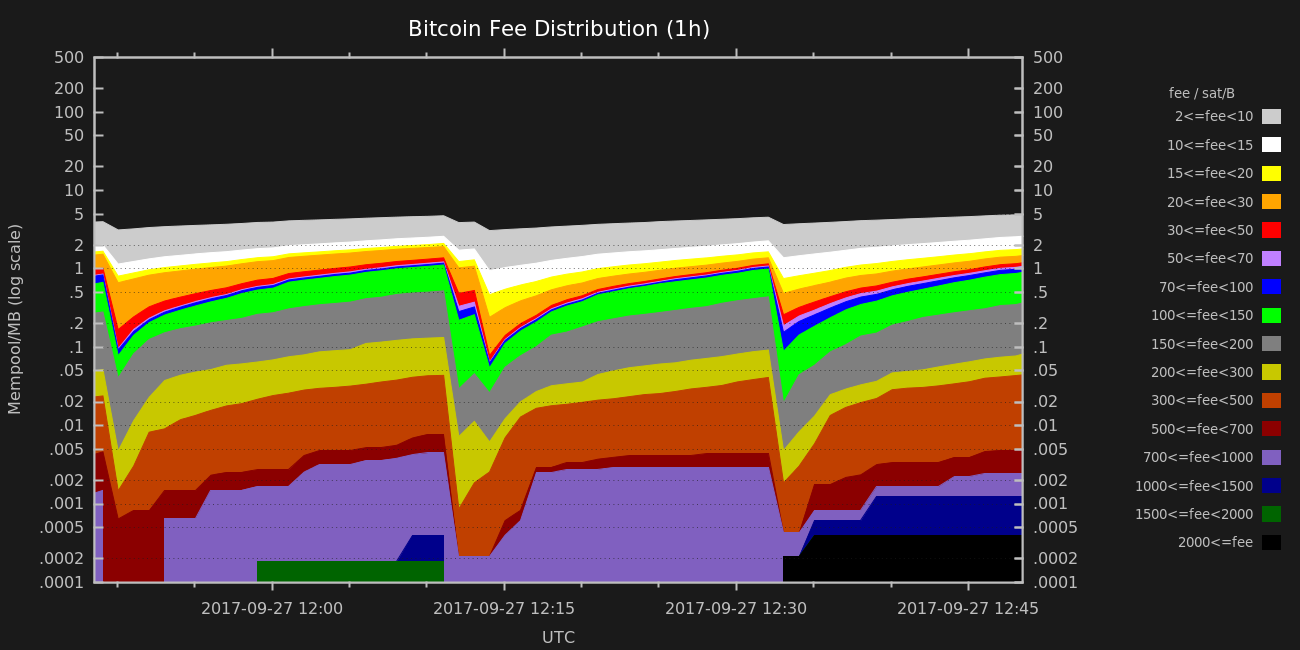 Bitcoin Fee Distribution (1h)
Mempool/MB (log scale)
500
200
100
50
20
10
5
2
1
.5
.2
.1
.05
.02
.01
.005
.002
.001
.0005
.0002
.0001
500
200
100
50
20
10
5
2
1
.5
.2
.1
.05
.02
.01
.005
.002
.001
.0005
.0002
.0001
2017-09-27 12:00
2017-09-27 12:15
2017-09-27 12:30
2017-09-27 12:45
UTC
fee / sat/B
2<=fee<10
10<=fee<15
15<=fee<20
20<=fee<30
30<=fee<50
50<=fee<70
70<=fee<100
100<=fee<150
150<=fee<200
200<=fee<300
300<=fee<500
500<=fee<700
700<=fee<1000
1000<=fee<1500
1500<=fee<2000
2000<=fee